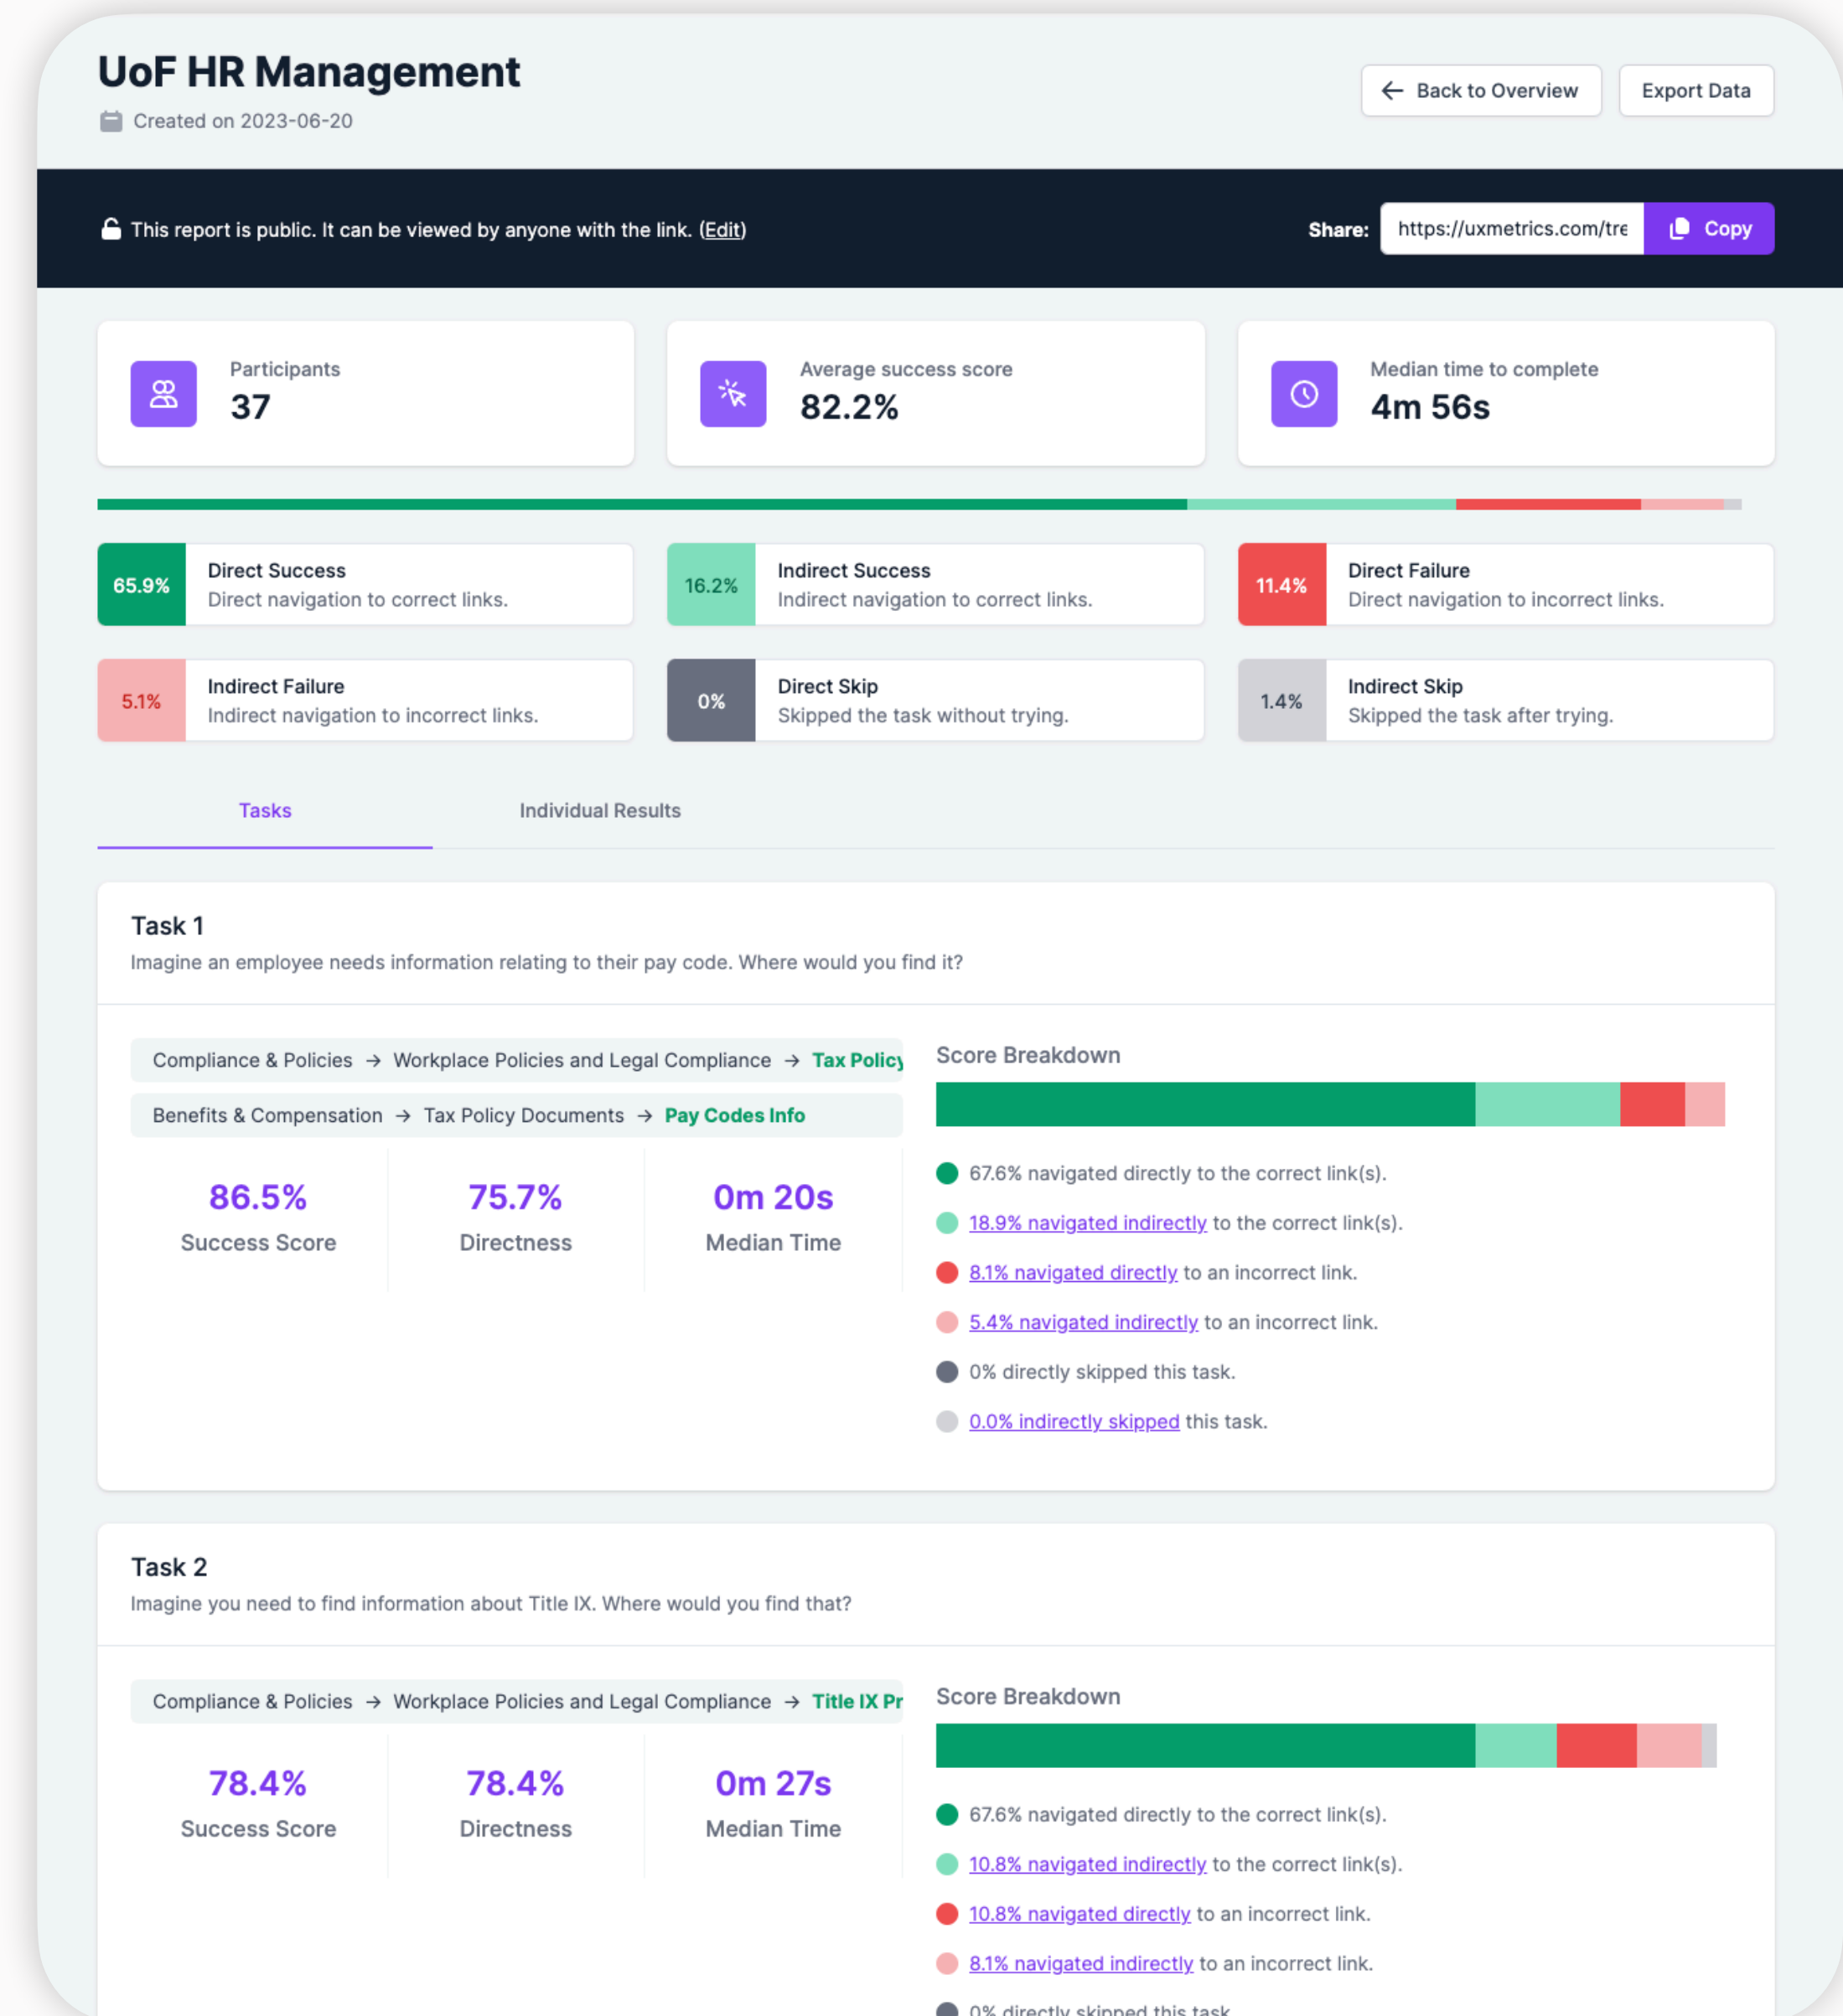 UoF HR Management
Created on 2023-06-20
← Back to Overview
Export Data
This report is public. It can be viewed by anyone with the link. (Edit)
Share:
https://uxmetrics.com/tre
Copy
Participants
37
Average success score
82.2%
Median time to complete
4m 56s
65.9%
Direct Success
Direct navigation to correct links.
16.2%
Indirect Success
Indirect navigation to correct links.
11.4%
Direct Failure
Direct navigation to incorrect links.
5.1%
Indirect Failure
Indirect navigation to incorrect links.
0%
Direct Skip
Skipped the task without trying.
1.4%
Indirect Skip
Skipped the task after trying.
Tasks
Individual Results
Task 1
Imagine an employee needs information relating to their pay code. Where would you find it?
Compliance & Policies → Workplace Policies and Legal Compliance → Tax Policy
Benefits & Compensation → Tax Policy Documents → Pay Codes Info
86.5%
Success Score
75.7%
Directness
0m 20s
Median Time
Score Breakdown
67.6% navigated directly to the correct link(s).
18.9% navigated indirectly to the correct link(s).
8.1% navigated directly to an incorrect link.
5.4% navigated indirectly to an incorrect link.
0% directly skipped this task.
0.0% indirectly skipped this task.
Task 2
Imagine you need to find information about Title IX. Where would you find that?
Compliance & Policies → Workplace Policies and Legal Compliance → Title IX Pr
78.4%
Success Score
78.4%
Directness
0m 27s
Median Time
Score Breakdown
67.6% navigated directly to the correct link(s).
10.8% navigated indirectly to the correct link(s).
10.8% navigated directly to an incorrect link.
8.1% navigated indirectly to an incorrect link.
0% directly skipped this task